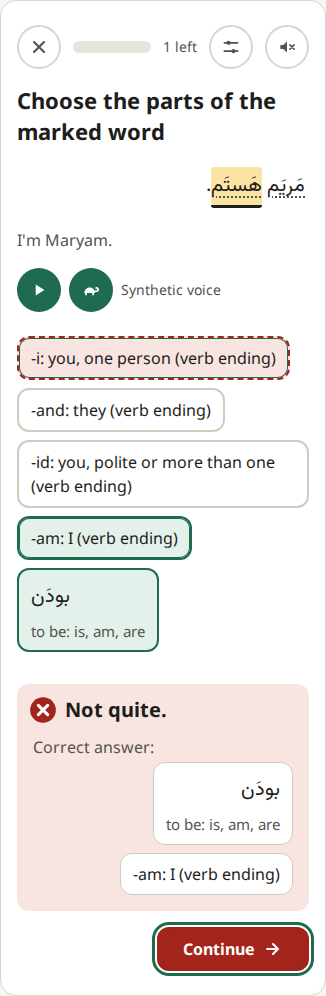 1 left
Choose the parts of the
marked word
مَریَم هَستَم.
I'm Maryam.
Synthetic voice
-i: you, one person (verb ending)
-and: they (verb ending)
-id: you, polite or more than one
(verb ending)
-am: I (verb ending)
بودَن
to be: is, am, are
Not quite.
Correct answer:
بودَن
to be: is, am, are
-am: I (verb ending)
Continue